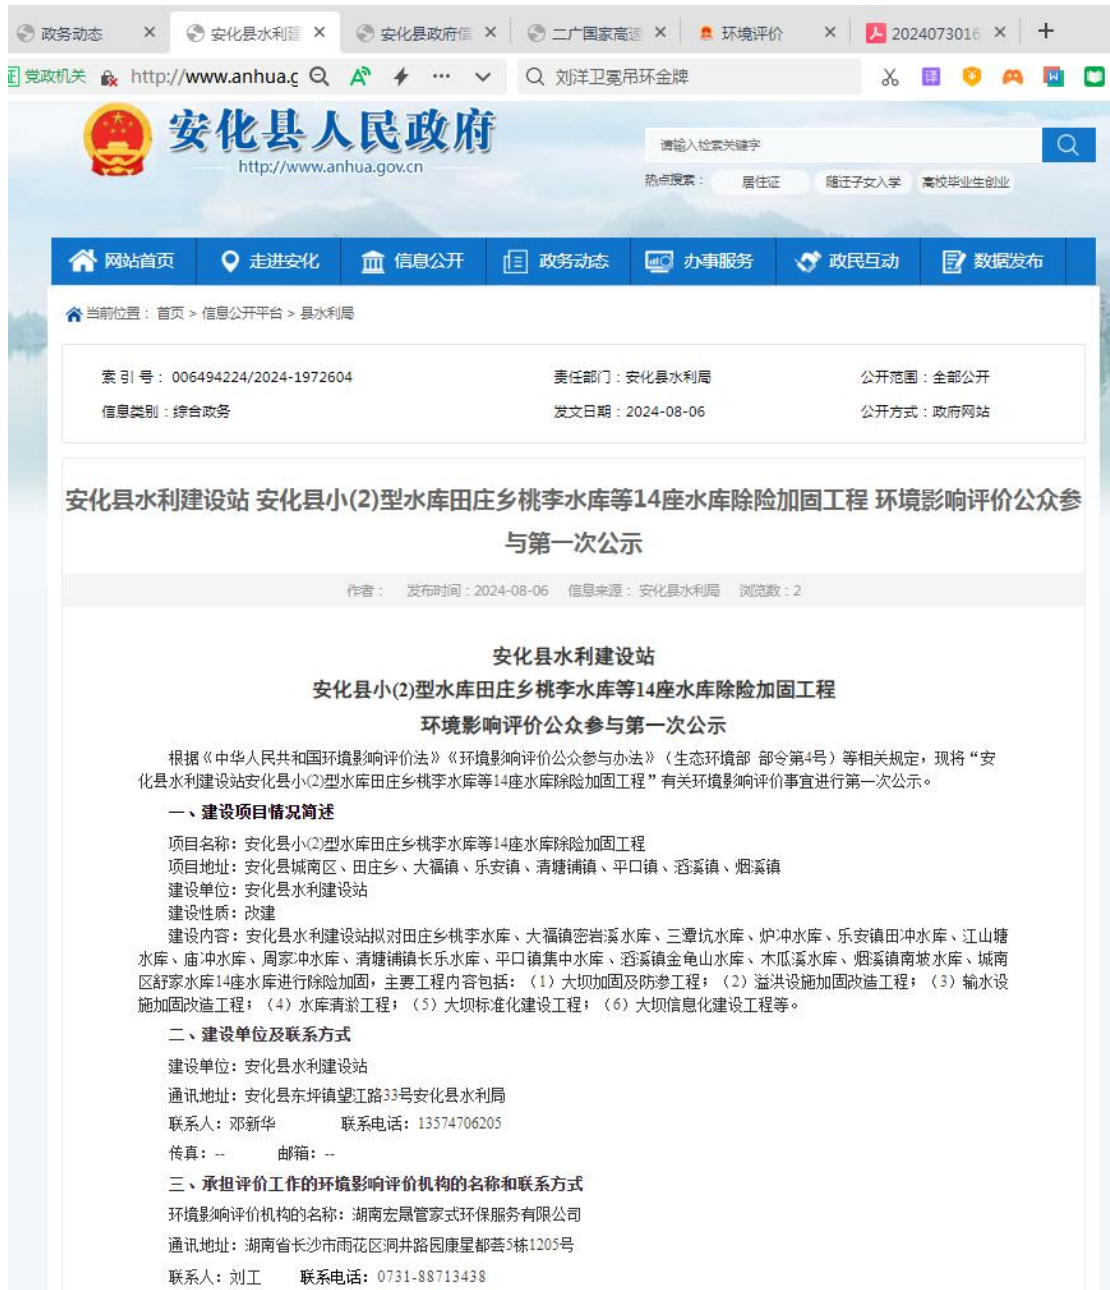 政务动态 安化县水利建 安化县政府信 二广国家高速 环境评价 2024073016
党政机关 http://www.anhua.g 刘洋卫冕吊环金牌
安化县人民政府
http://www.anhua.gov.cn
请输入检索关键字
热点搜索： 居住证 随迁子女入学 高校毕业生创业
网站首页 走进安化 信息公开 政务动态 办事服务 政民互动 数据发布
当前位置： 首页 > 信息公开平台 > 县水利局
索 引 号： 006494224/2024-1972604 责任部门：安化县水利局 公开范围：全部公开
信息类别：综合政务 发文日期：2024-08-06 公开方式：政府网站
安化县水利建设站 安化县小(2)型水库田庄乡桃李水库等14座水库除险加固工程 环境影响评价公众参
与第一次公示
作者： 发布时间：2024-08-06 信息来源：安化县水利局 浏览数：2
安化县水利建设站
安化县小(2)型水库田庄乡桃李水库等14座水库除险加固工程
环境影响评价公众参与第一次公示
根据《中华人民共和国环境影响评价法》《环境影响评价公众参与办法》（生态环境部 部令第4号）等相关规定，现将“安
化县水利建设站安化县小(2)型水库田庄乡桃李水库等14座水库除险加固工程”有关环境影响评价事宜进行第一次公示。
一、建设项目情况简述
项目名称：安化县小(2)型水库田庄乡桃李水库等14座水库除险加固工程
项目地址：安化县城南区、田庄乡、大福镇、乐安镇、清塘铺镇、平口镇、滔溪镇、烟溪镇
建设单位：安化县水利建设站
建设性质：改建
建设内容：安化县水利建设站拟对田庄乡桃李水库、大福镇密岩溪水库、三覃坑水库、炉冲水库、乐安镇田冲水库、江山塘
水库、庙冲水库、周家冲水库、清塘铺镇长乐水库、平口镇集中水库、滔溪镇金龟山水库、木瓜溪水库、烟溪镇南坡水库、城南
区舒家水库14座水库进行除险加固，主要工程内容包括：（1）大坝加固及防渗工程；（2）溢洪设施加固改造工程；（3）输水设
施加固改造工程；（4）水库清淤工程；（5）大坝标准化建设工程；（6）大坝信息化建设工程等。
二、建设单位及联系方式
建设单位：安化县水利建设站
通讯地址：安化县东坪镇望江路33号安化县水利局
联系人：邓新华 联系电话：13574706205
传真：-- 邮箱：--
三、承担评价工作的环境影响评价机构的名称和联系方式
环境影响评价机构的名称：湖南宏晟管家式环保服务有限公司
通讯地址：湖南省长沙市雨花区洞井路园康星都荟5栋1205号
联系人：刘工 联系电话：0731-88713438